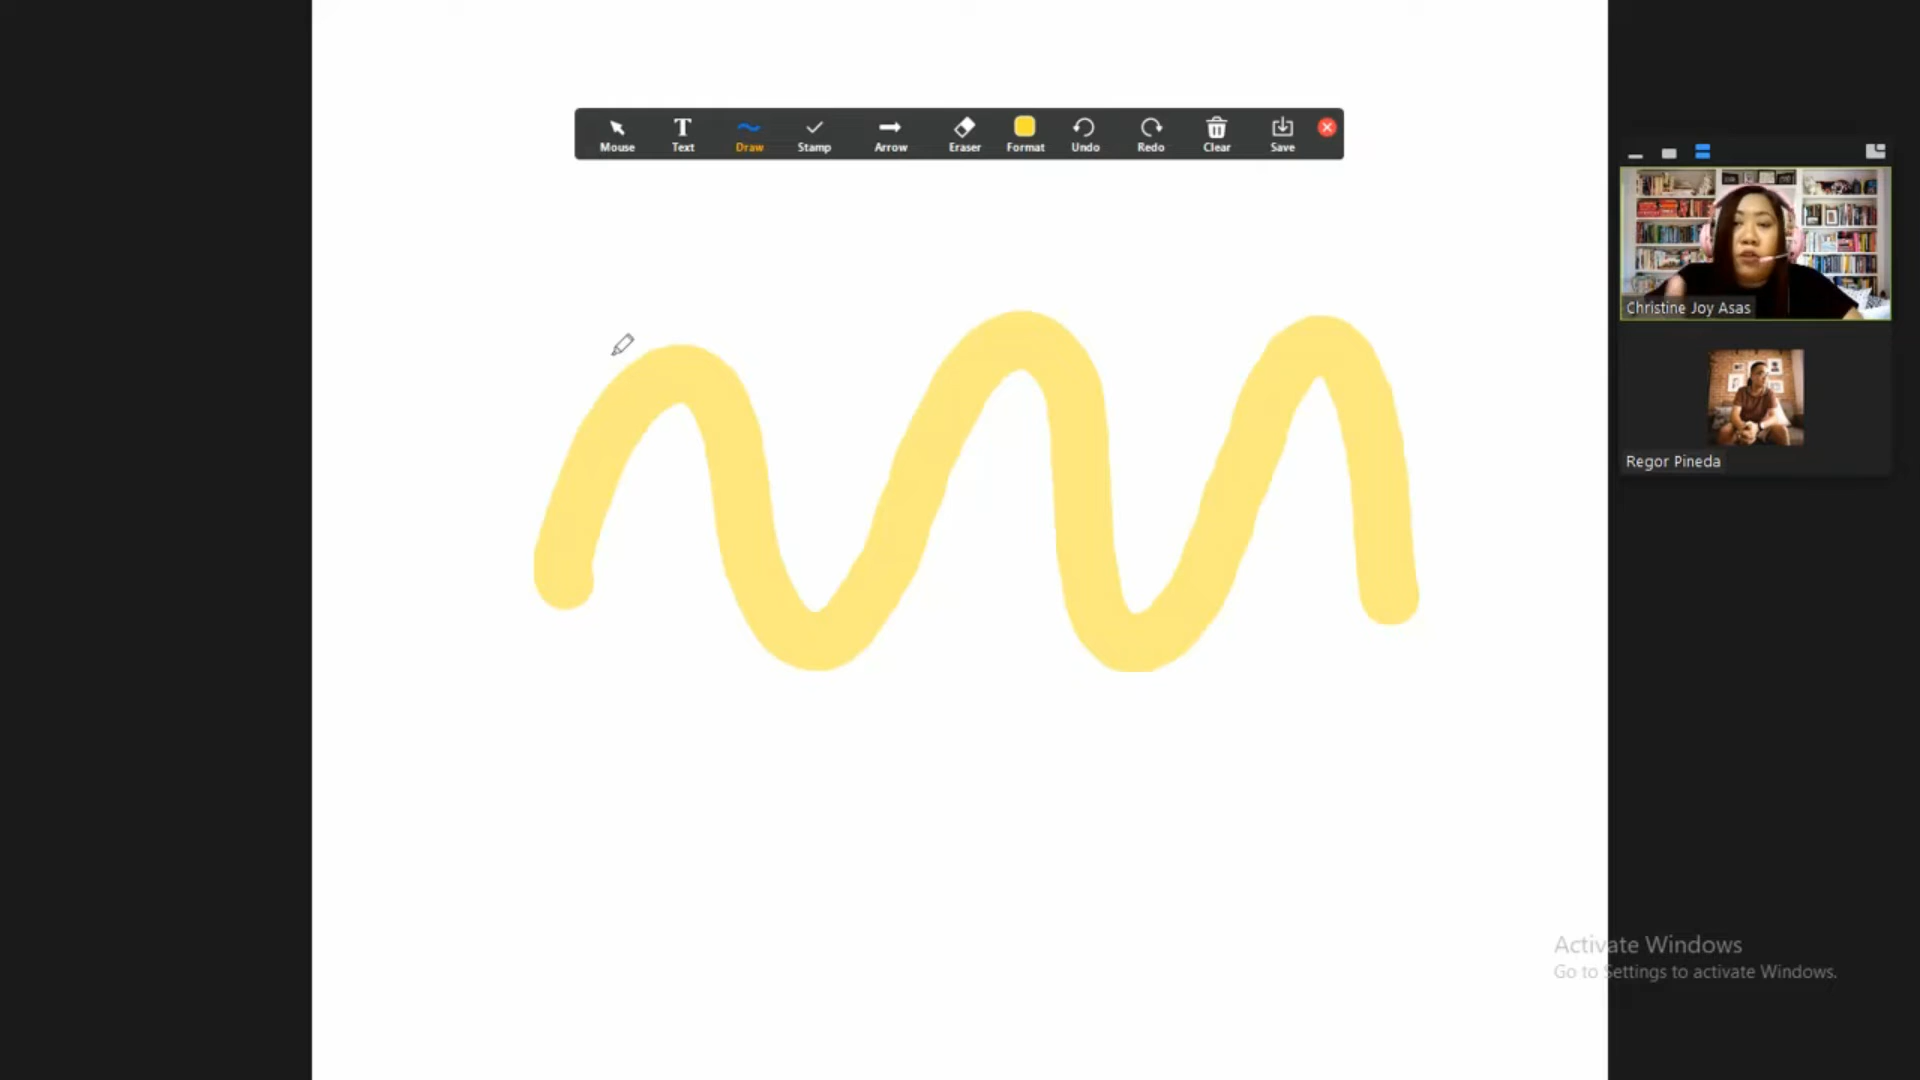 Mouse Text Draw Stamp Arrow Eraser Format Undo Redo Clear Save
Christine Joy Asas
Regor Pineda
Activate Windows
Go to Settings to activate Windows.